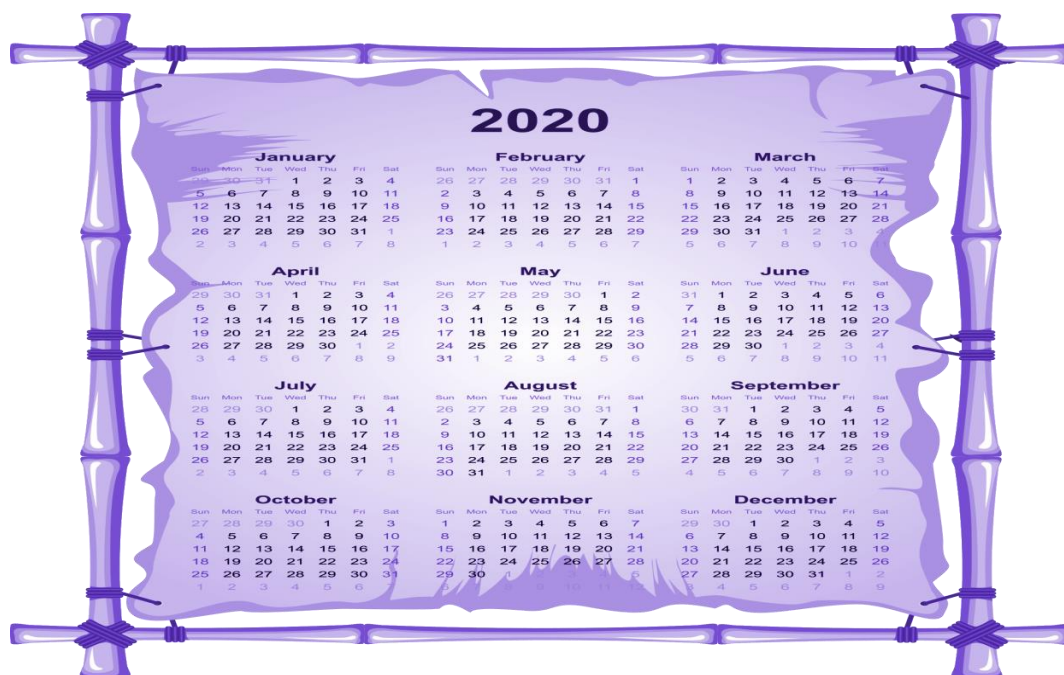 2020
January
Sun Mon Tue Wed Thu Fri Sat
29 30 31 1 2 3 4
5 6 7 8 9 10 11
12 13 14 15 16 17 18
19 20 21 22 23 24 25
26 27 28 29 30 31 1
2 3 4 5 6 7 8
February
Sun Mon Tue Wed Thu Fri Sat
26 27 28 29 30 31 1
2 3 4 5 6 7 8
9 10 11 12 13 14 15
16 17 18 19 20 21 22
23 24 25 26 27 28 29
1 2 3 4 5 6 7
March
Sun Mon Tue Wed Thu Fri Sat
1 2 3 4 5 6 7
8 9 10 11 12 13 14
15 16 17 18 19 20 21
22 23 24 25 26 27 28
29 30 31 1 2 3 4
5 6 7 8 9 10
April
Sun Mon Tue Wed Thu Fri Sat
29 30 31 1 2 3 4
5 6 7 8 9 10 11
12 13 14 15 16 17 18
19 20 21 22 23 24 25
26 27 28 29 30 1 2
3 4 5 6 7 8 9
May
Sun Mon Tue Wed Thu Fri Sat
26 27 28 29 30 1 2
3 4 5 6 7 8 9
10 11 12 13 14 15 16
17 18 19 20 21 22 23
24 25 26 27 28 29 30
31 1 2 3 4 5 6
June
Sun Mon Tue Wed Thu Fri Sat
31 1 2 3 4 5 6
7 8 9 10 11 12 13
14 15 16 17 18 19 20
21 22 23 24 25 26 27
28 29 30 1 2 3 4
5 6 7 8 9 10 11
July
Sun Mon Tue Wed Thu Fri Sat
28 29 30 1 2 3 4
5 6 7 8 9 10 11
12 13 14 15 16 17 18
19 20 21 22 23 24 25
26 27 28 29 30 31 1
2 3 4 5 6 7 8
August
Sun Mon Tue Wed Thu Fri Sat
26 27 28 29 30 31 1
2 3 4 5 6 7 8
9 10 11 12 13 14 15
16 17 18 19 20 21 22
23 24 25 26 27 28 29
30 31 1 2 3 4 5
September
Sun Mon Tue Wed Thu Fri Sat
30 31 1 2 3 4 5
6 7 8 9 10 11 12
13 14 15 16 17 18 19
20 21 22 23 24 25 26
27 28 29 30 1 2 3
4 5 6 7 8 9 10
October
Sun Mon Tue Wed Thu Fri Sat
27 28 29 30 1 2 3
4 5 6 7 8 9 10
11 12 13 14 15 16 17
18 19 20 21 22 23 24
25 26 27 28 29 30 31
1 2 3 4 5 6 7
November
Sun Mon Tue Wed Thu Fri Sat
1 2 3 4 5 6 7
8 9 10 11 12 13 14
15 16 17 18 19 20 21
22 23 24 25 26 27 28
29 30 1 2
December
Sun Mon Tue Wed Thu Fri Sat
29 30 1 2 3 4 5
6 7 8 9 10 11 12
13 14 15 16 17 18 19
20 21 22 23 24 25 26
27 28 29 30 31 1 2
3 4 5 6 7 8 9